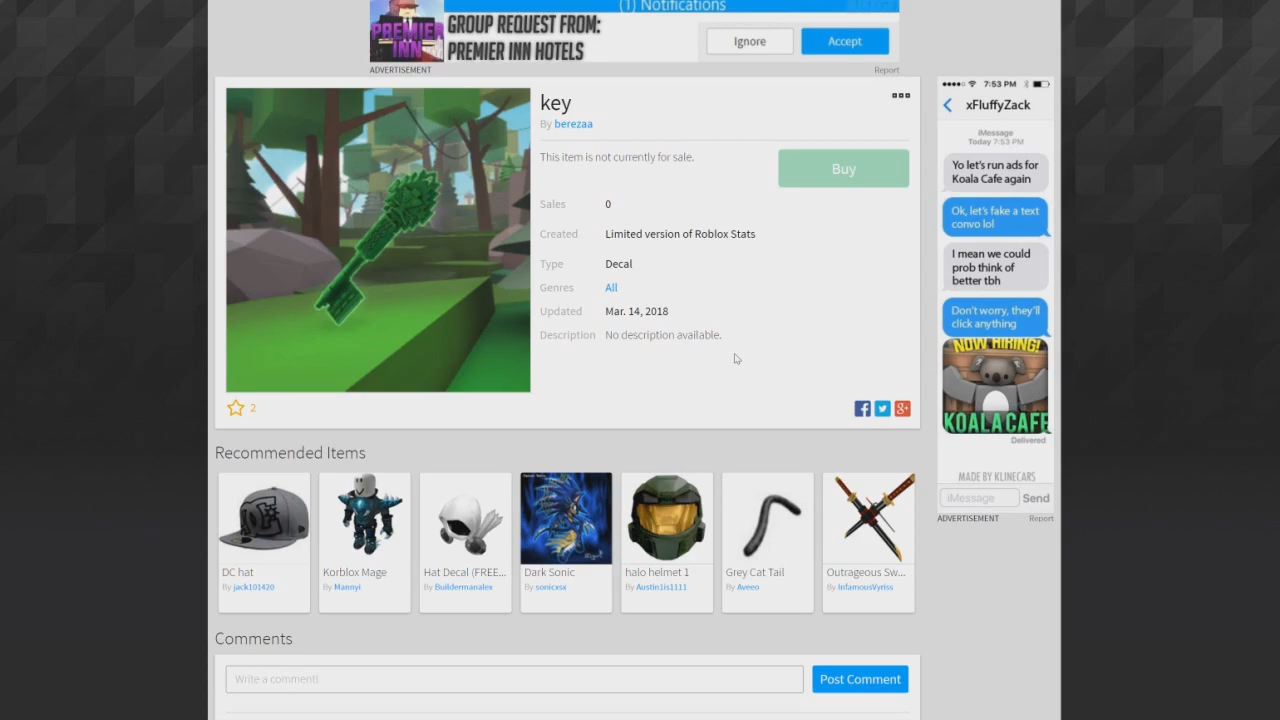 (1) Notifications
PREMIER INN
GROUP REQUEST FROM:
PREMIER INN HOTELS
Ignore
Accept
ADVERTISEMENT
Report
key
By berezaa
This item is not currently for sale.
Buy
Sales 0
Created Limited version of Roblox Stats
Type Decal
Genres All
Updated Mar. 14, 2018
Description No description available.
2
7:53 PM
xFluffyZack
iMessage
Today 7:53 PM
Yo let's run ads for
Koala Cafe again
Ok, let's fake a text
convo lol
I mean we could
prob think of
better tbh
Don't worry, they'll
click anything
NOW HIRING!
KOALA CAFE
Delivered
MADE BY KLINECARS
iMessage
Send
ADVERTISEMENT
Report
Recommended Items
DC hat
By jack101420
Korblox Mage
By Mannyi
Hat Decal (FREE...
By Buildermanalex
Dark Sonic
By sonicxsx
halo helmet 1
By Austin1is1111
Grey Cat Tail
By Aveeo
Outrageous Sw...
By InfamousVyriss
Comments
Write a comment!
Post Comment